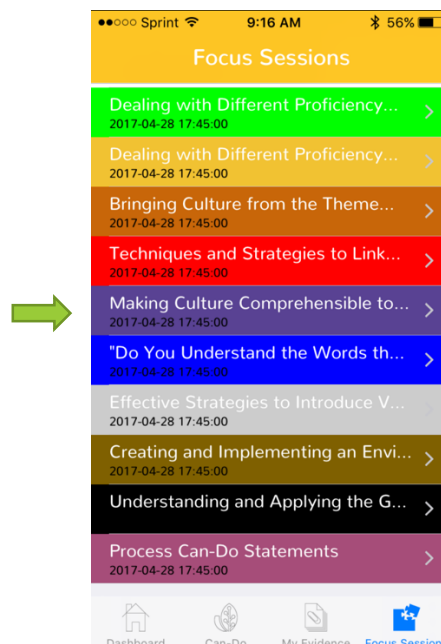 ●●○○○ Sprint 9:16 AM 56%
Focus Sessions
Dealing with Different Proficiency...
2017-04-28 17:45:00
Dealing with Different Proficiency...
2017-04-28 17:45:00
Bringing Culture from the Theme...
2017-04-28 17:45:00
Techniques and Strategies to Link...
2017-04-28 17:45:00
Making Culture Comprehensible to...
2017-04-28 17:45:00
"Do You Understand the Words th...
2017-04-28 17:45:00
Effective Strategies to Introduce V...
2017-04-28 17:45:00
Creating and Implementing an Envi...
2017-04-28 17:45:00
Understanding and Applying the G...
Process Can-Do Statements
2017-04-28 17:45:00
Dashboard Can-Do My Evidence Focus Session